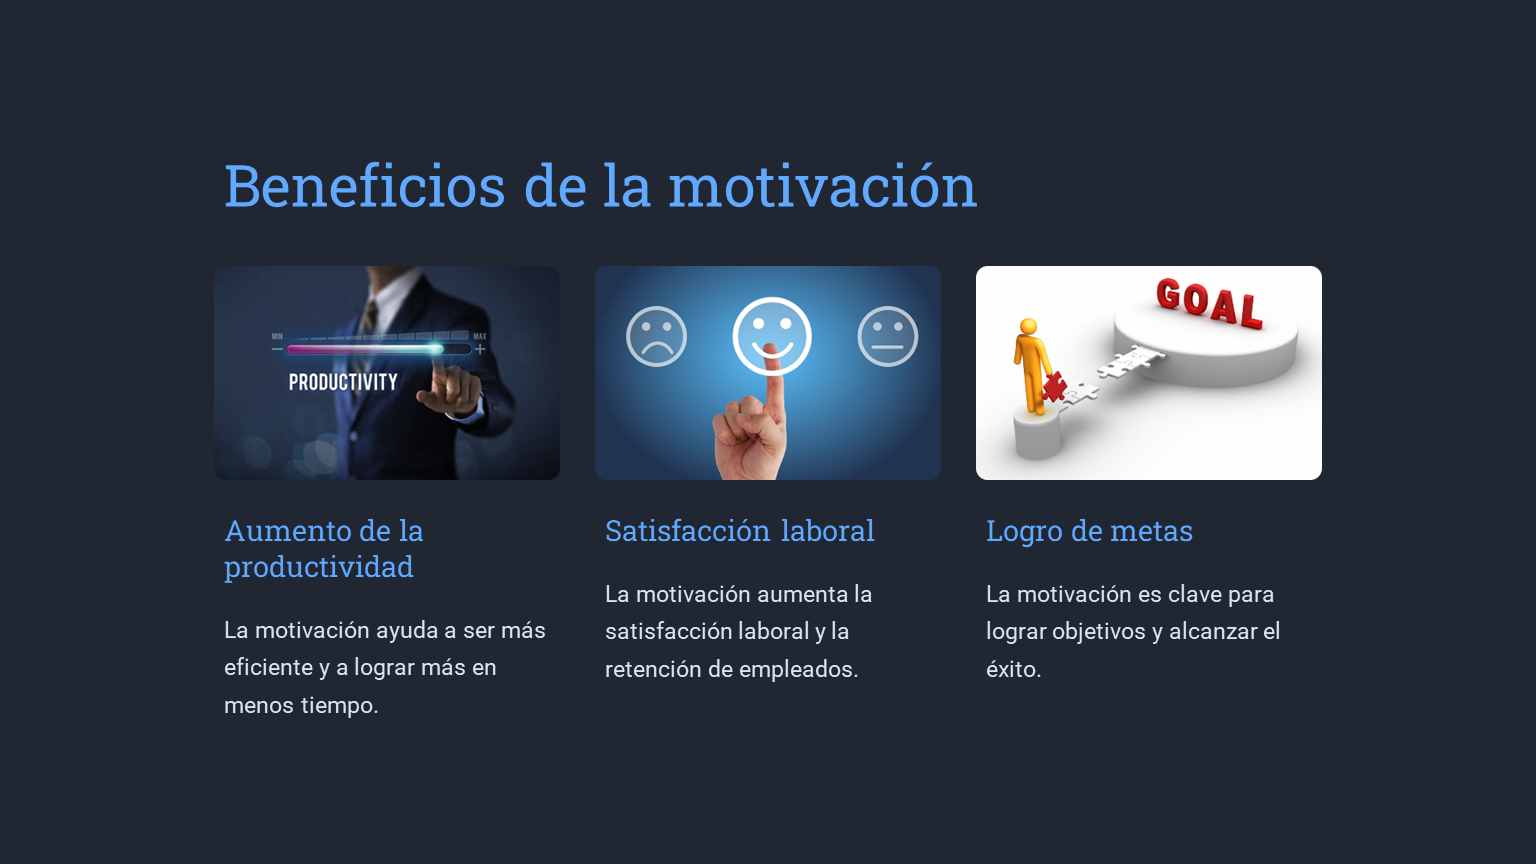 Beneficios de la motivación
MIN
MAX
PRODUCTIVITY
GOAL
Aumento de la
productividad
La motivación ayuda a ser más
eficiente y a lograr más en
menos tiempo.
Satisfacción laboral
La motivación aumenta la
satisfacción laboral y la
retención de empleados.
Logro de metas
La motivación es clave para
lograr objetivos y alcanzar el
éxito.